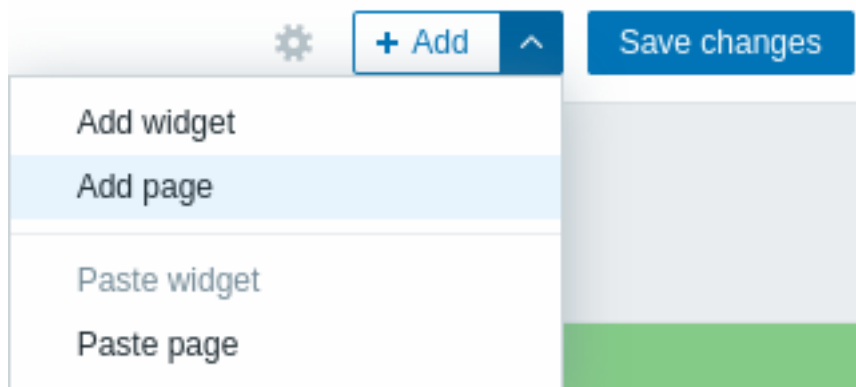 + Add Save changes
Add widget
Add page
Paste widget
Paste page